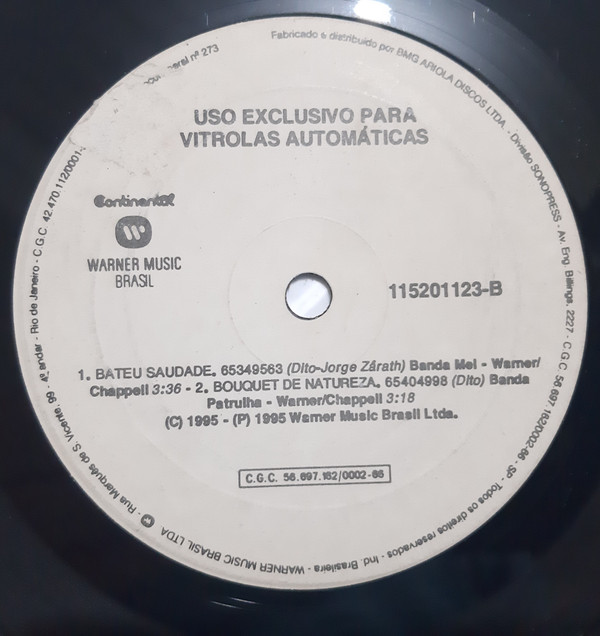 USO EXCLUSIVO PARA
VITROLAS AUTOMÁTICAS
Continental
WARNER MUSIC
BRASIL
115201123-B
1. BATEU SAUDADE, 65349563 (Dito-Jorge Zárath) Banda Mel - Warner/
Chappell 3:36 - 2. BOUQUET DE NATUREZA, 65404998 (Dito) Banda
Patrulha - Warner/Chappell 3:18
(C) 1995 - (P) 1995 Warner Music Brasil Ltda.
C.G.C. 56.697.162/0002-66
Fabricado e distribuído por BMG ARIOLA DISCOS LTDA. - Divisão SONOPRESS - Av. Eng. Billings, 2227 - C.G.C. 56.697.162/0002-66 - SP - Todos os direitos reservados - Ind. Brasileira - WARNER MUSIC BRASIL LTDA - Rua Marquês de S. Vicente, 99 - 4º andar - Rio de Janeiro - C.G.C. 42.470.112/0001- nº 273